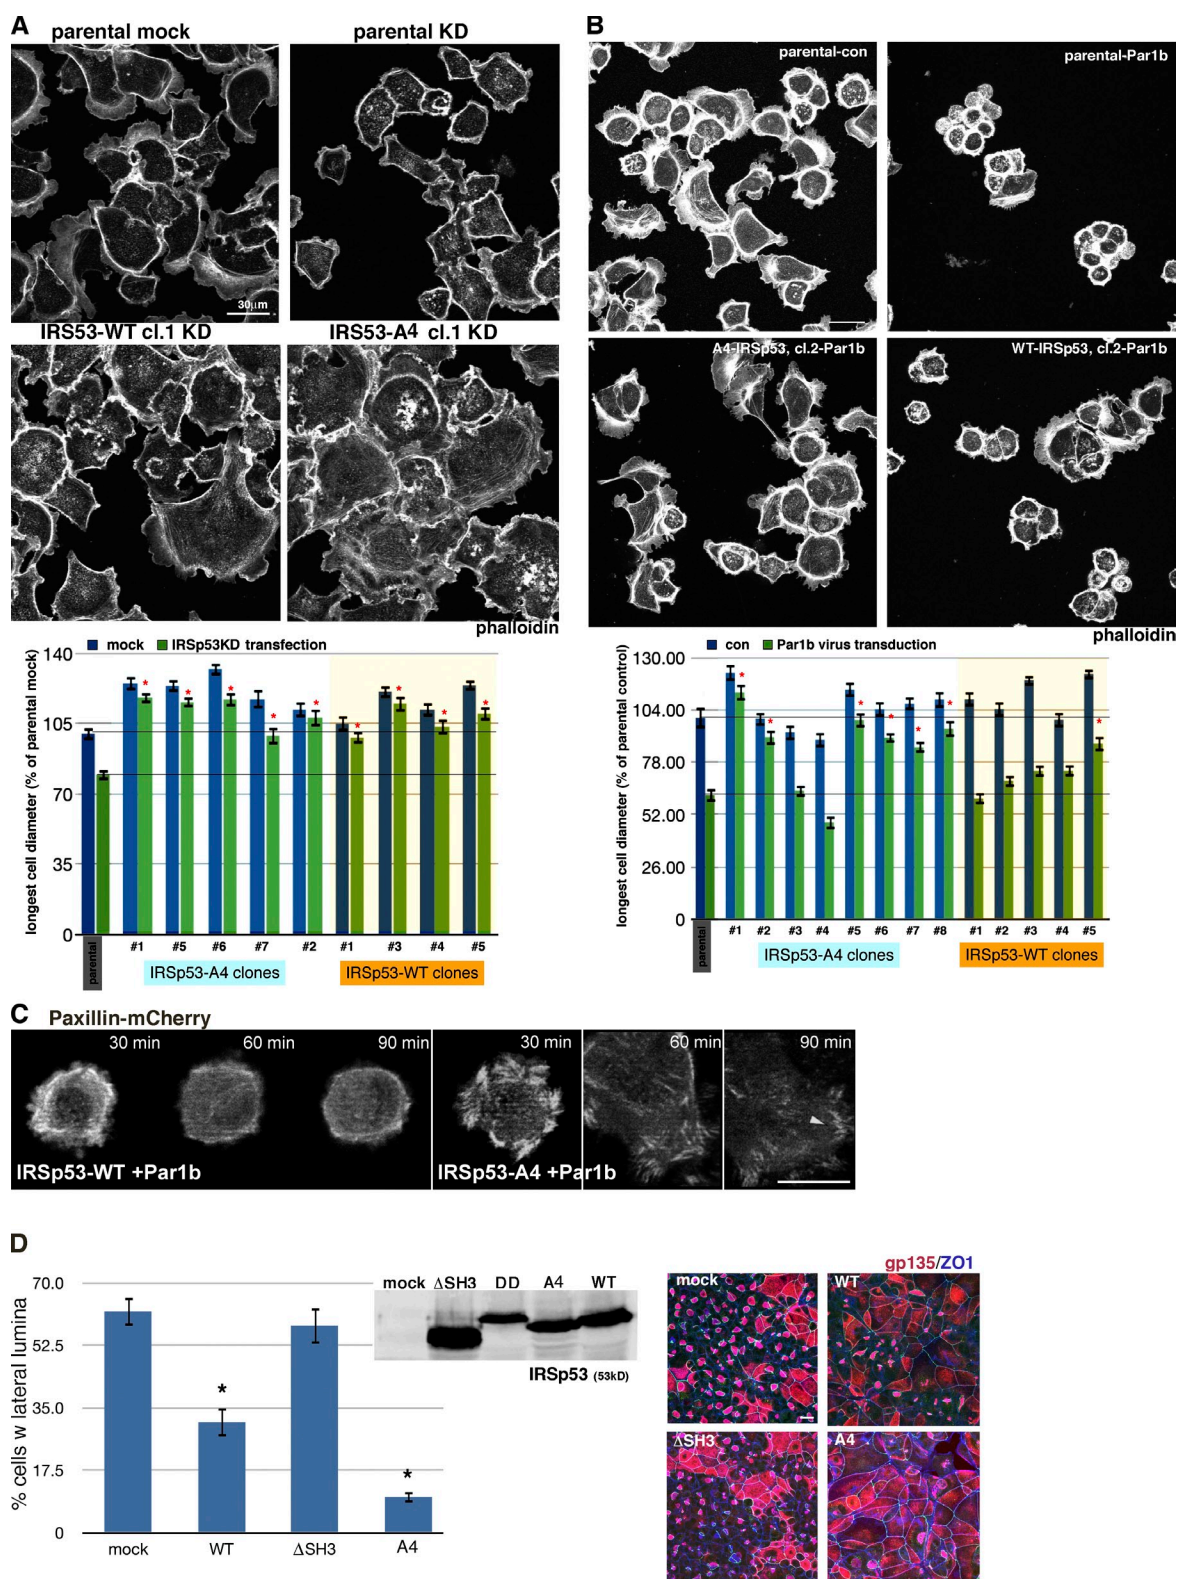 A
parental mock
parental KD
30μm
IRS53-WT cl.1 KD
IRS53-A4 cl.1 KD
phalloidin
mock
IRSp53KD transfection
longest cell diameter (% of parental mock)
140
105
70
35
0
parental
#1 #5 #6 #7 #2 #1 #3 #4 #5
IRSp53-A4 clones
IRSp53-WT clones
B
parental-con
parental-Par1b
A4-IRSp53, cl.2-Par1b
WT-IRSp53, cl.2-Par1b
phalloidin
con
Par1b virus transduction
longest cell diameter (% of parental control)
130.00
104.00
78.00
52.00
26.00
0
parental
#1 #2 #3 #4 #5 #6 #7 #8 #1 #2 #3 #4 #5
IRSp53-A4 clones
IRSp53-WT clones
C
Paxillin-mCherry
30 min 60 min 90 min 30 min 60 min 90 min
IRSp53-WT +Par1b
IRSp53-A4 +Par1b
D
% cells w lateral lumina
70.0
52.5
35.0
17.5
0
* *
mock WT ΔSH3 A4
mock ΔSH3 DD A4 WT
IRSp53 (53kD)
gp135/ZO1
mock
WT
ΔSH3
A4